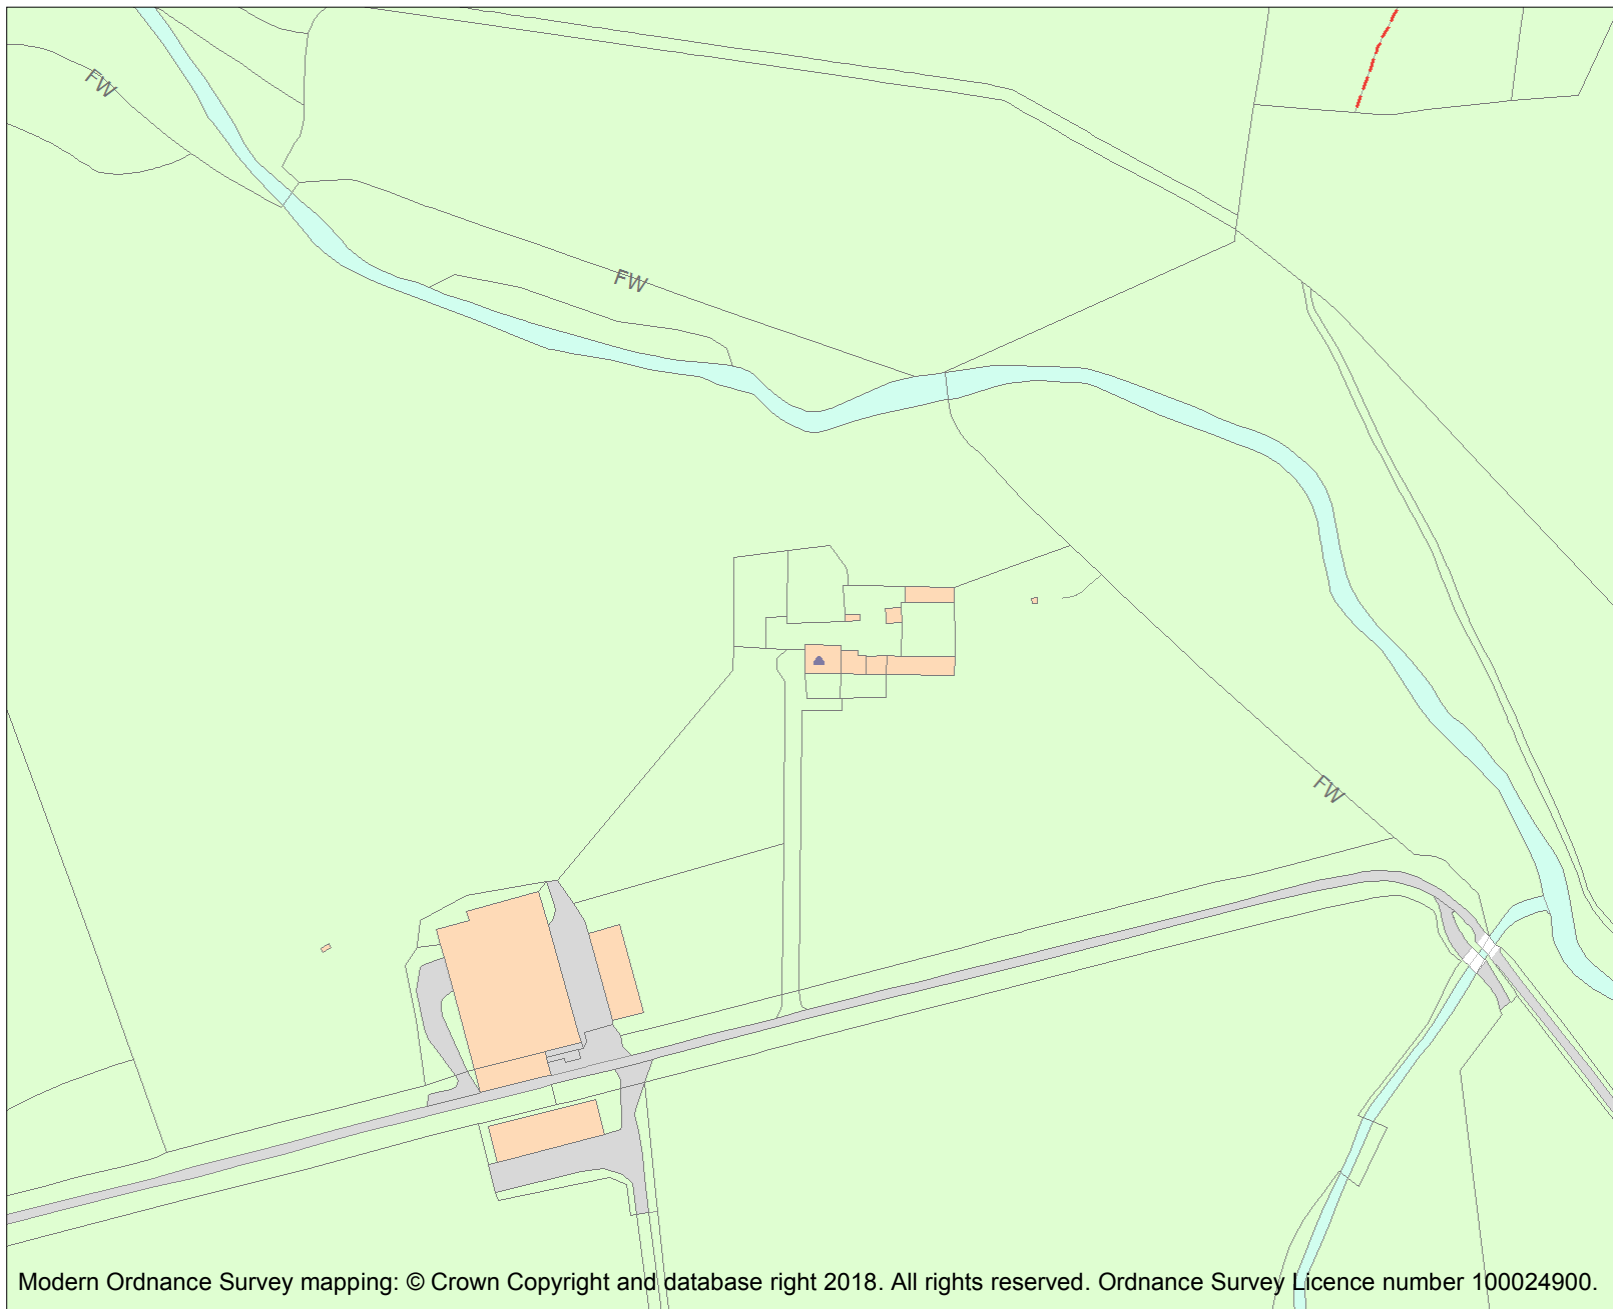 FW
FW
FW
Modern Ordnance Survey mapping: © Crown Copyright and database right 2018. All rights reserved. Ordnance Survey Licence number 100024900.